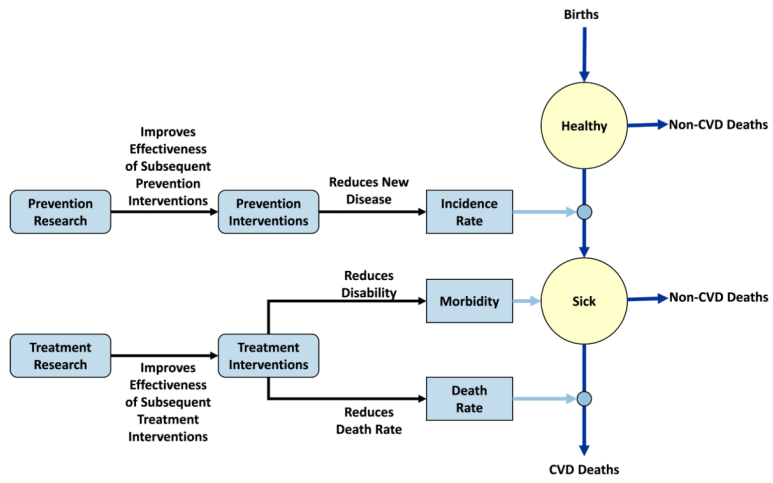 Births
Healthy
Non-CVD Deaths
Improves
Effectiveness
of Subsequent
Prevention
Interventions
Prevention
Research
Prevention
Interventions
Reduces New
Disease
Incidence
Rate
Reduces
Disability
Morbidity
Sick
Non-CVD Deaths
Treatment
Research
Improves
Effectiveness
of Subsequent
Treatment
Interventions
Treatment
Interventions
Reduces
Death Rate
Death
Rate
CVD Deaths